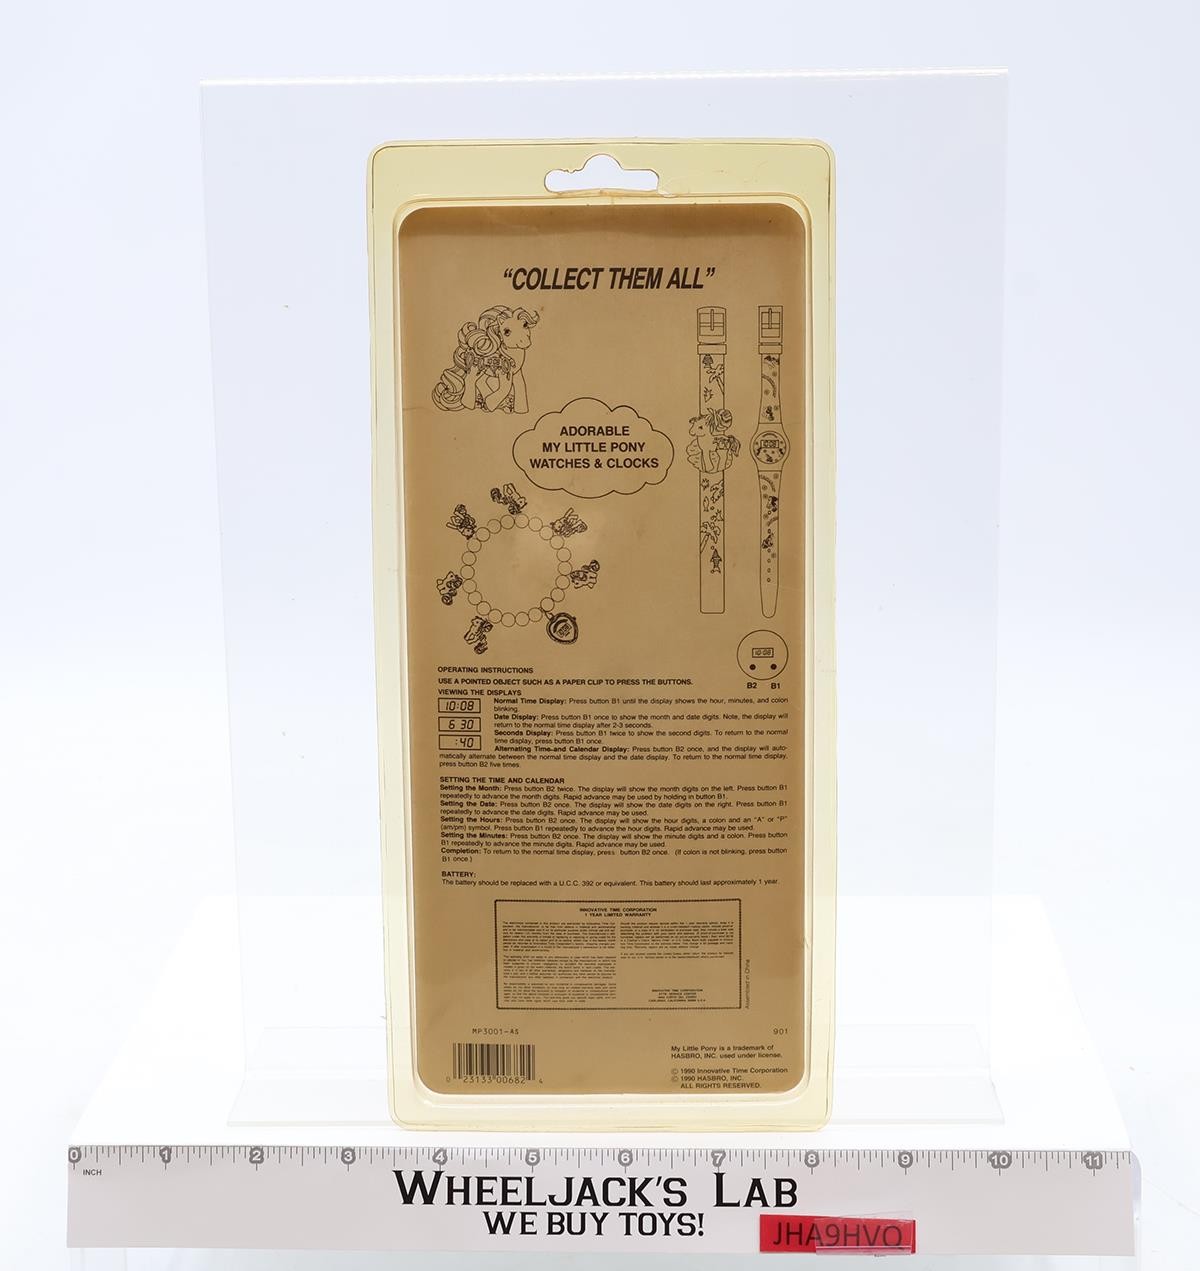 "COLLECT THEM ALL"
ADORABLE
MY LITTLE PONY
WATCHES & CLOCKS
10:08
B2 B1
OPERATING INSTRUCTIONS
USE A POINTED OBJECT SUCH AS A PAPER CLIP TO PRESS THE BUTTONS.
VIEWING THE DISPLAYS
10:08
6 30
:40
Normal Time Display: Press button B1 until the display shows the hour, minutes, and colon
blinking.
Date Display: Press button B1 once to show the month and date digits. Note, the display will
return to the normal time display after 2-3 seconds.
Seconds Display: Press button B1 twice to show the second digits. To return to the normal
time display, press button B1 once.
Alternating Time and Calendar Display: Press button B2 once, and the display will auto-
matically alternate between the normal time display and the date display. To return to the normal time display,
press button B2 five times.
SETTING THE TIME AND CALENDAR
Setting the Month: Press button B2 twice. The display will show the month digits on the left. Press button B1
repeatedly to advance the month digits. Rapid advance may be used by holding in button B1.
Setting the Date: Press button B2 once. The display will show the date digits on the right. Press button B1
repeatedly to advance the date digits. Rapid advance may be used.
Setting the Hours: Press button B2 once. The display will show the hour digits, a colon and an "A" or "P"
(am/pm) symbol. Press button B1 repeatedly to advance the hour digits. Rapid advance may be used.
Setting the Minutes: Press button B2 once. The display will show the minute digits and a colon. Press button
B1 repeatedly to advance the minute digits. Rapid advance may be used.
Completion: To return to the normal time display, press button B2 once. (If colon is not blinking, press button
B1 once.)
BATTERY:
The battery should be replaced with a U.C.C. 392 or equivalent. This battery should last approximately 1 year.
INNOVATIVE TIME CORPORATION
1 YEAR LIMITED WARRANTY
Assembled in China
MP3001-AS
901
0 23133 00682 4
My Little Pony is a trademark of
HASBRO, INC. used under license.
© 1990 Innovative Time Corporation
© 1990 HASBRO, INC.
ALL RIGHTS RESERVED.
0 1 2 3 4 5 6 7 8 9 10 11
INCH
WHEELJACK'S LAB
WE BUY TOYS!
JHA9HVQ